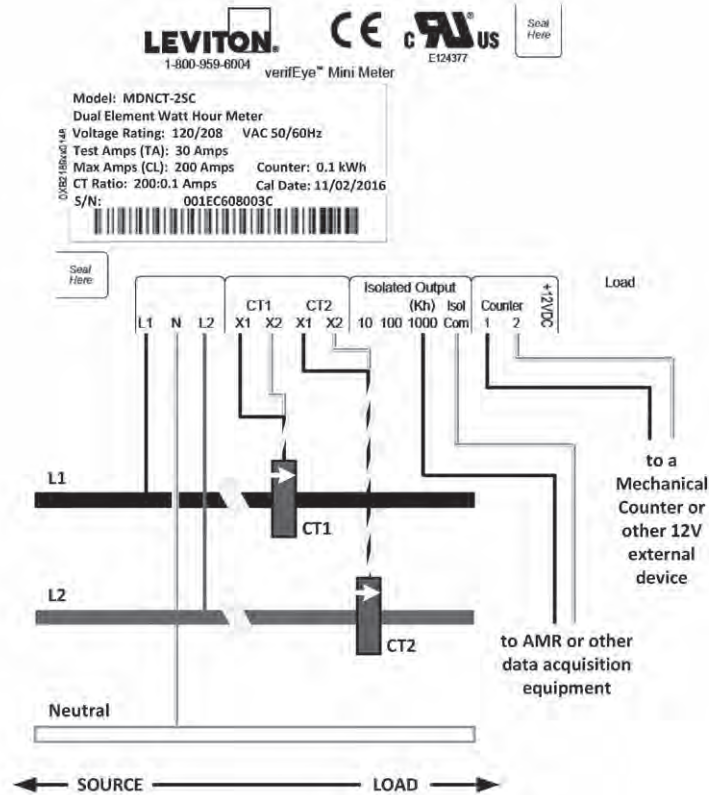 LEVITON.
1-800-959-6004
verifEye™ Mini Meter
CE
C RU US
E124377
Seal
Here
Model: MDNCT-2SC
Dual Element Watt Hour Meter
Voltage Rating: 120/208 VAC 50/60Hz
Test Amps (TA): 30 Amps
Max Amps (CL): 200 Amps Counter: 0.1 kWh
CT Ratio: 200:0.1 Amps Cal Date: 11/02/2016
S/N: 001EC608003C
Seal
Here
Isolated Output
+12VDC
Load
CT1 CT2 (Kh) Isol Counter
L1 N L2 X1 X2 X1 X2 10 100 1000 Com 1 2
L1
CT1
to a
Mechanical
Counter or
other 12V
external
device
L2
CT2
to AMR or other
data acquisition
equipment
Neutral
SOURCE
LOAD